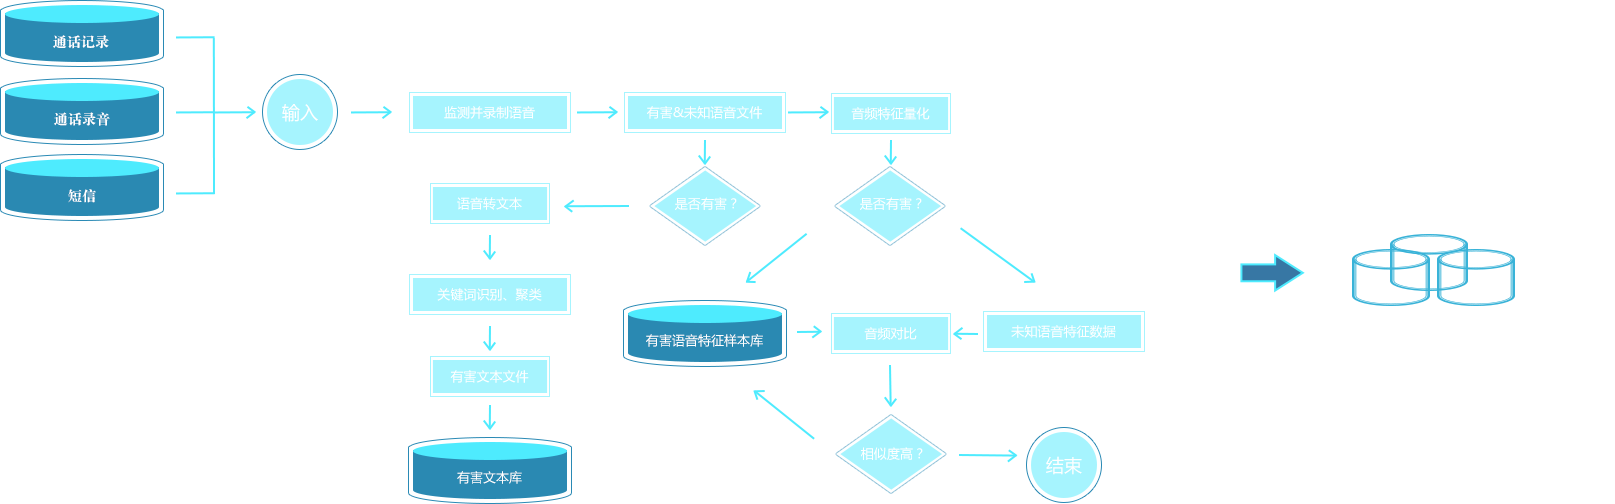 通话记录
通话录音
短信
输入
监测并录制语音
有害&未知语音文件
音频特征量化
语音转文本
是否有害？
是否有害？
关键词识别、聚类
有害语音特征样本库
音频对比
未知语音特征数据
有害文本文件
相似度高？
结束
有害文本库